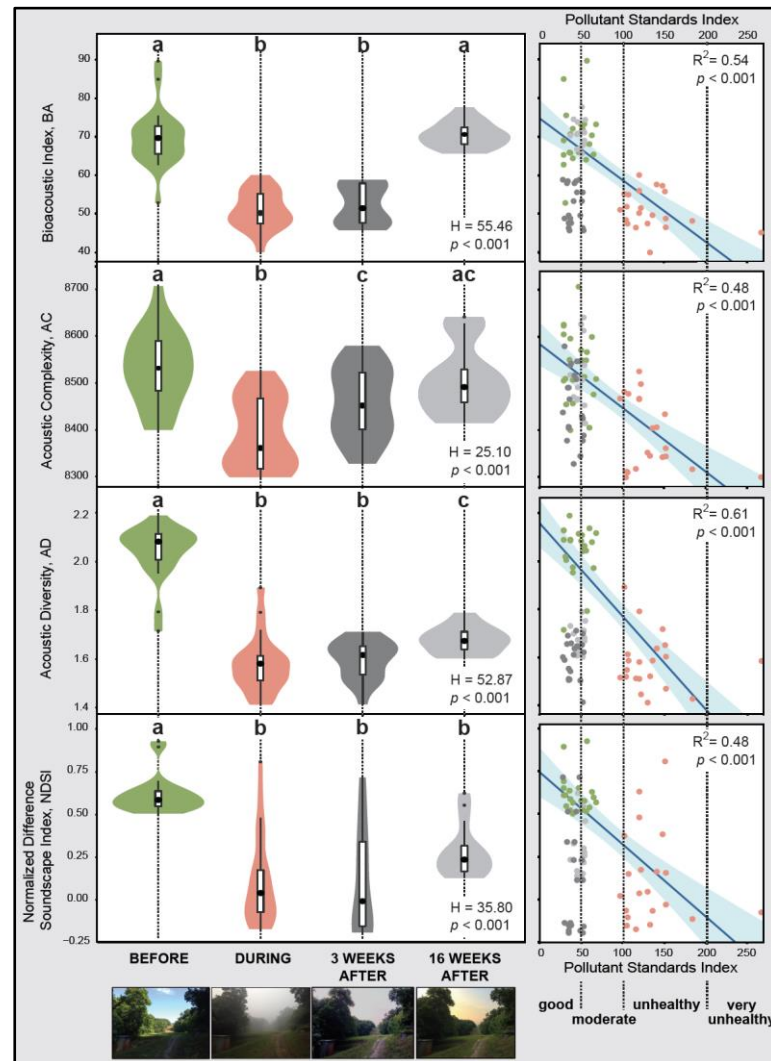 Pollutant Standards Index
0 50 100 150 200 250
a b b a
Bioacoustic Index, BA
90
80
70
60
50
40
H = 55.46
p < 0.001
R2 = 0.54
p < 0.001
a b c ac
Acoustic Complexity, AC
8700
8600
8500
8400
8300
H = 25.10
p < 0.001
R2 = 0.48
p < 0.001
a b b c
Acoustic Diversity, AD
2.2
2.0
1.8
1.6
1.4
H = 52.87
p < 0.001
R2 = 0.61
p < 0.001
a b b b
Normalized Difference
Soundscape Index, NDSI
1.00
0.75
0.50
0.25
0.00
−0.25
H = 35.80
p < 0.001
R2 = 0.48
p < 0.001
BEFORE DURING 3 WEEKS AFTER 16 WEEKS AFTER
0 50 100 150 200 250
Pollutant Standards Index
good moderate unhealthy very unhealthy